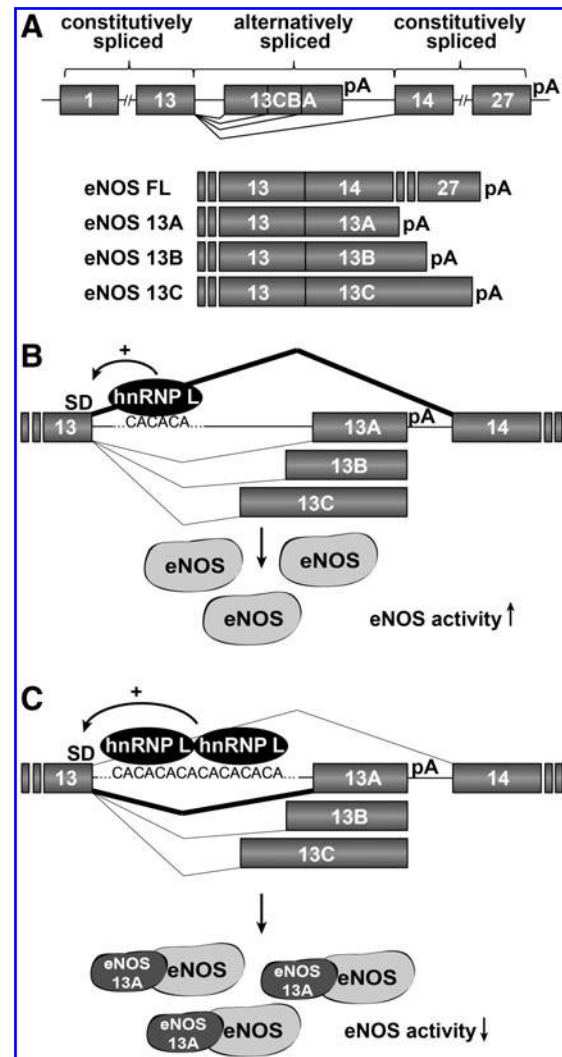 A
constitutively alternatively constitutively
spliced spliced spliced
pA pA
1 13 13CBA 14 27
eNOS FL 13 14 27 pA
eNOS 13A 13 13A pA
eNOS 13B 13 13B pA
eNOS 13C 13 13C pA
B
+
SD hnRNP L
CACACA...
13 13A pA 14
13B
13C
eNOS eNOS
eNOS
eNOS activity
C
+
SD hnRNP L hnRNP L
13 ...CACACACACACACACA... 13A pA 14
13B
13C
eNOS 13A eNOS eNOS 13A eNOS
eNOS 13A eNOS
eNOS activity